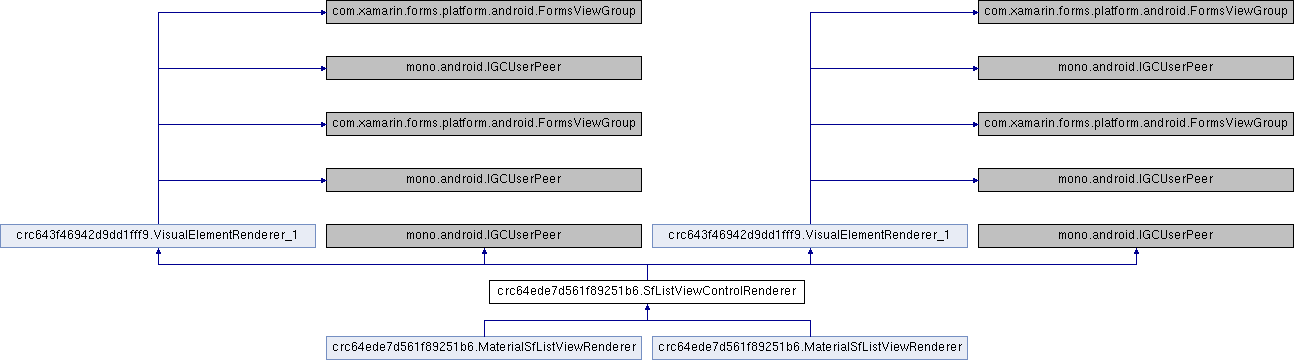 com.xamarin.forms.platform.android.FormsViewGroup
com.xamarin.forms.platform.android.FormsViewGroup
mono.android.IGCUserPeer
mono.android.IGCUserPeer
com.xamarin.forms.platform.android.FormsViewGroup
com.xamarin.forms.platform.android.FormsViewGroup
mono.android.IGCUserPeer
mono.android.IGCUserPeer
crc643f46942d9dd1fff9.VisualElementRenderer_1
mono.android.IGCUserPeer
crc643f46942d9dd1fff9.VisualElementRenderer_1
mono.android.IGCUserPeer
crc64ede7d561f89251b6.SfListViewControlRenderer
crc64ede7d561f89251b6.MaterialSfListViewRenderer
crc64ede7d561f89251b6.MaterialSfListViewRenderer